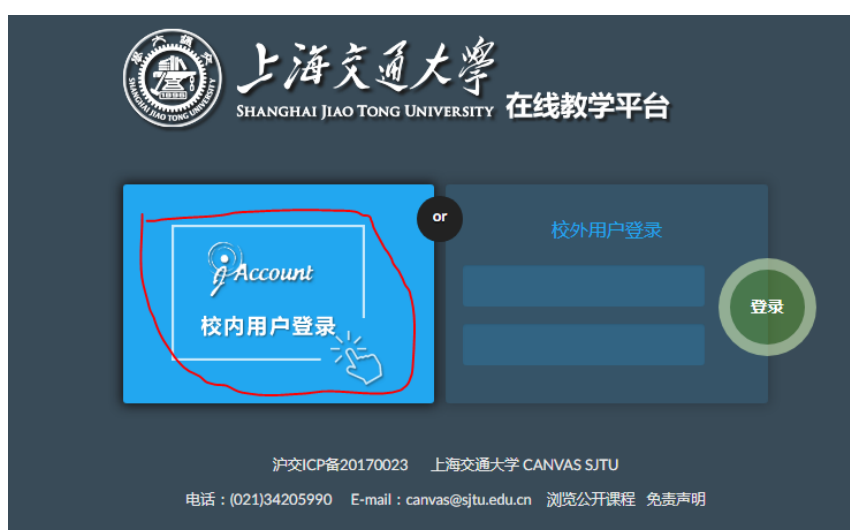 上海交通大学
SHANGHAI JIAO TONG UNIVERSITY 在线教学平台
or
校外用户登录
jAccount
校内用户登录
登录
沪交ICP备20170023 上海交通大学 CANVAS SJTU
电话：(021)34205990 E-mail：canvas@sjtu.edu.cn 浏览公开课程 免责声明